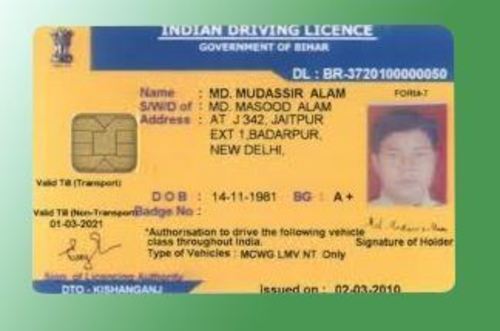 INDIAN DRIVING LICENCE
GOVERNMENT OF BIHAR
DL : BR-3720100000050
Name : MD. MUDASSIR ALAM
FORM-7
S/W/D of : MD. MASOOD ALAM
Address : AT J 342, JAITPUR
EXT 1,BADARPUR,
NEW DELHI,
Valid Till (Transport)
DOB : 14-11-1981 BG : A+
Valid Till (Non-Transport)
Badge No :
01-03-2021
*Authorisation to drive the following vehicle
class throughout India.
Signature of Holder
Type of Vehicles : MCWG LMV NT Only
Sign. of Licencing Authority
DTO - KISHANGANJ
issued on : 02-03-2010